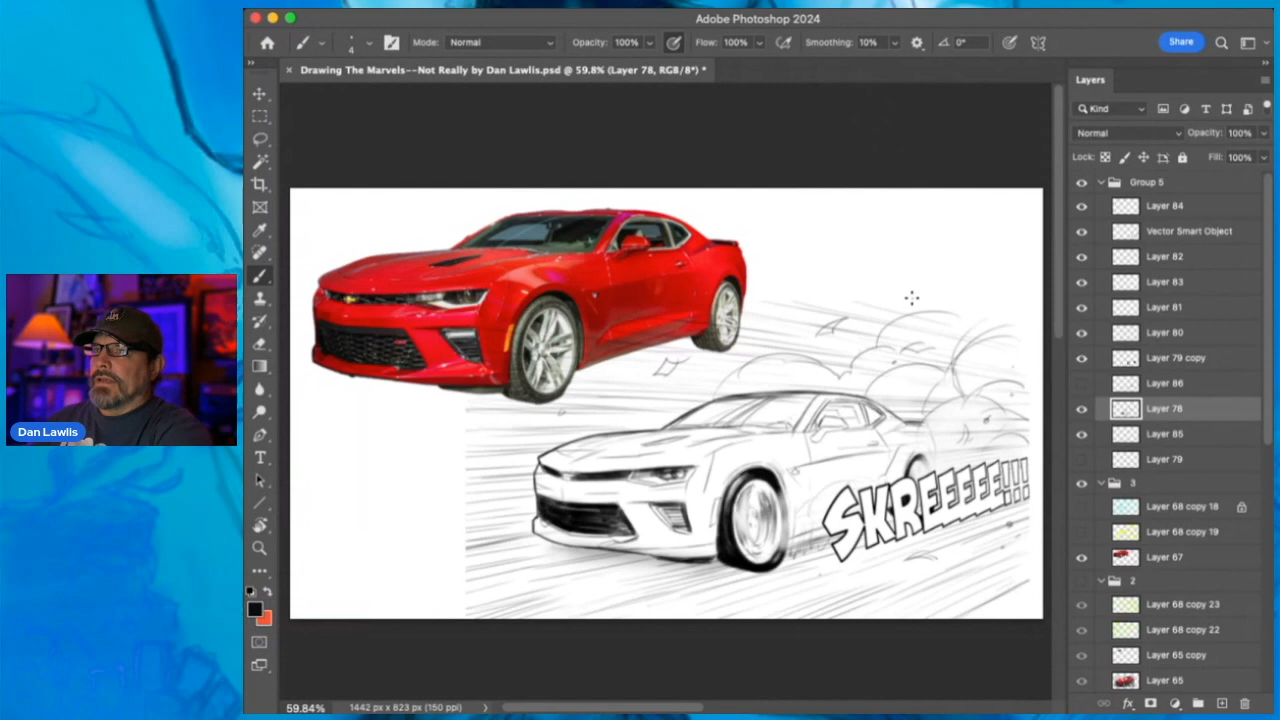 Adobe Photoshop 2024
Mode: Normal Opacity: 100% Flow: 100% Smoothing: 10% 0° Share
4
Drawing The Marvels--Not Really by Dan Lawlis.psd @ 59.8% (Layer 78, RGB/8*) *
Layers
Kind
Normal Opacity: 100%
Lock: Fill: 100%
Group 5
Layer 84
Vector Smart Object
Layer 82
Layer 83
Layer 81
Layer 80
Layer 79 copy
Layer 86
Layer 78
Layer 85
Layer 79
3
Layer 68 copy 18
Layer 68 copy 19
Layer 67
2
Layer 68 copy 23
Layer 68 copy 22
Layer 65 copy
Layer 65
SKREEEEE!!!
Dan Lawlis
59.84% 1442 px x 823 px (150 ppi)